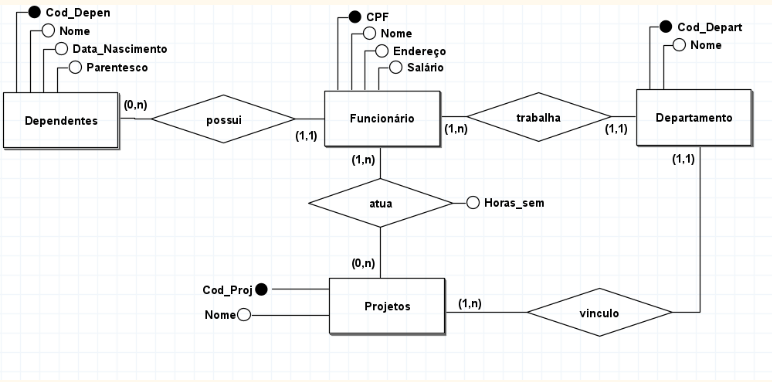 Cod_Depen
Nome
Data_Nascimento
Parentesco
Dependentes
(0,n)
possui
(1,1)
CPF
Nome
Endereço
Salário
Funcionário
(1,n)
trabalha
(1,1)
Cod_Depart
Nome
Departamento
(1,1)
(1,n)
atua
Horas_sem
(0,n)
Cod_Proj
Nome
Projetos
(1,n)
vinculo